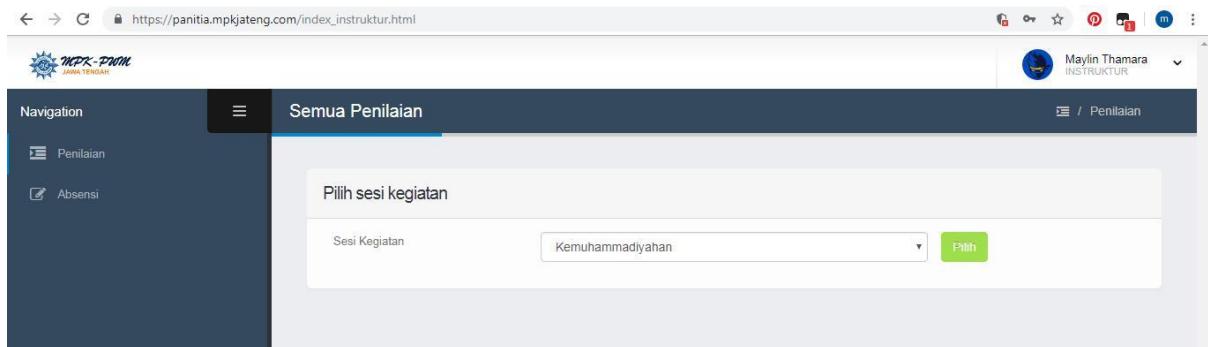 https://panitia.mpkjateng.com/index_instruktur.html
1
m
MPK-PWM
JAWA TENGAH
Maylin Thamara
INSTRUKTUR
Navigation
Semua Penilaian
/ Penilaian
Penilaian
Absensi
Pilih sesi kegiatan
Sesi Kegiatan
Kemuhammadiyahan
Pilih